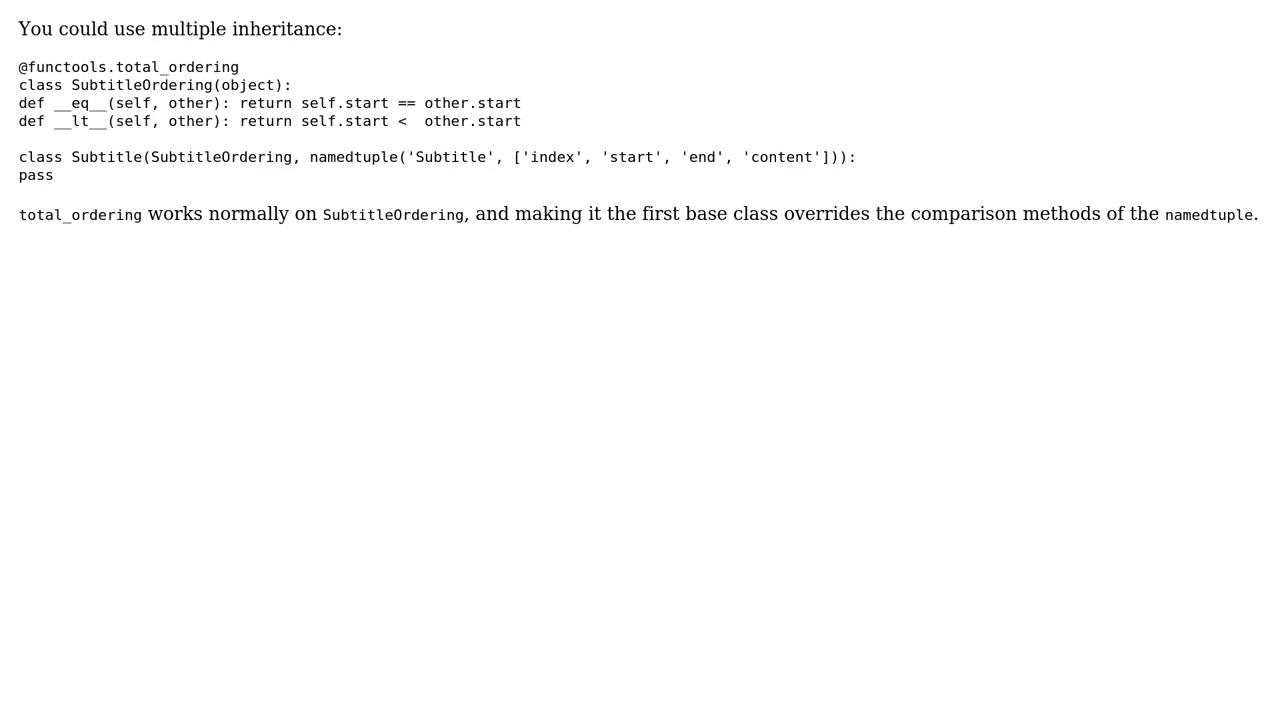 You could use multiple inheritance:
@functools.total_ordering
class SubtitleOrdering(object):
def __eq__(self, other): return self.start == other.start
def __lt__(self, other): return self.start <  other.start
class Subtitle(SubtitleOrdering, namedtuple('Subtitle', ['index', 'start', 'end', 'content'])):
pass
total_ordering works normally on SubtitleOrdering, and making it the first base class overrides the comparison methods of the namedtuple.